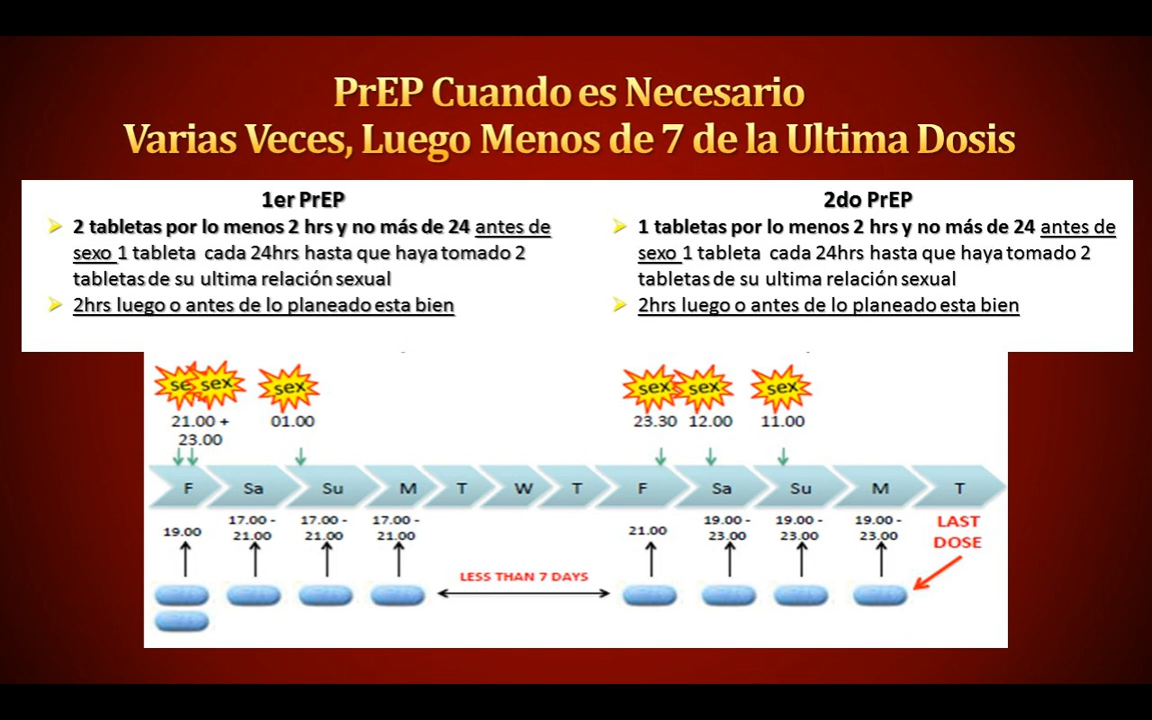 PrEP Cuando es Necesario
Varias Veces, Luego Menos de 7 de la Ultima Dosis
1er PrEP
2 tabletas por lo menos 2 hrs y no más de 24 antes de
sexo 1 tableta cada 24hrs hasta que haya tomado 2
tabletas de su ultima relación sexual
2hrs luego o antes de lo planeado esta bien
2do PrEP
1 tabletas por lo menos 2 hrs y no más de 24 antes de
sexo 1 tableta cada 24hrs hasta que haya tomado 2
tabletas de su ultima relación sexual
2hrs luego o antes de lo planeado esta bien
se sex sex sex sex sex
21.00 + 01.00 23.30 12.00 11.00
23.00
F Sa Su M T W T F Sa Su M T
19.00 17.00 - 17.00 - 17.00 - 21.00 19.00 - 19.00 - 19.00 - LAST
21.00 21.00 21.00 23.00 23.00 23.00 DOSE
LESS THAN 7 DAYS